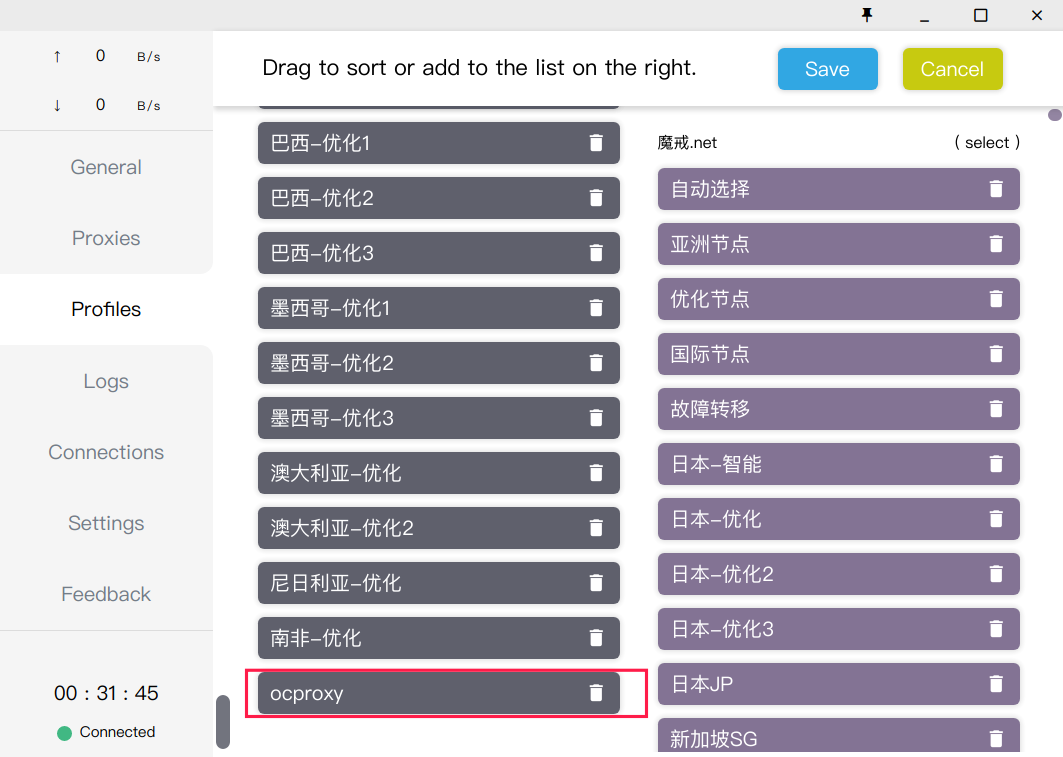 ↑ 0 B/s
↓ 0 B/s
General
Proxies
Profiles
Logs
Connections
Settings
Feedback
00 : 31 : 45
Connected
Drag to sort or add to the list on the right.
Save
Cancel
巴西-优化1
巴西-优化2
巴西-优化3
墨西哥-优化1
墨西哥-优化2
墨西哥-优化3
澳大利亚-优化
澳大利亚-优化2
尼日利亚-优化
南非-优化
ocproxy
魔戒.net ( select )
自动选择
亚洲节点
优化节点
国际节点
故障转移
日本-智能
日本-优化
日本-优化2
日本-优化3
日本JP
新加坡SG